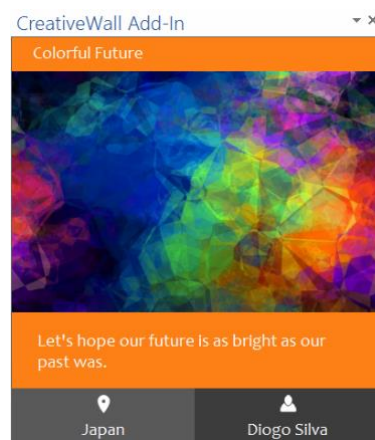 CreativeWall Add-In
Colorful Future
Let's hope our future is as bright as our
past was.
Japan
Diogo Silva